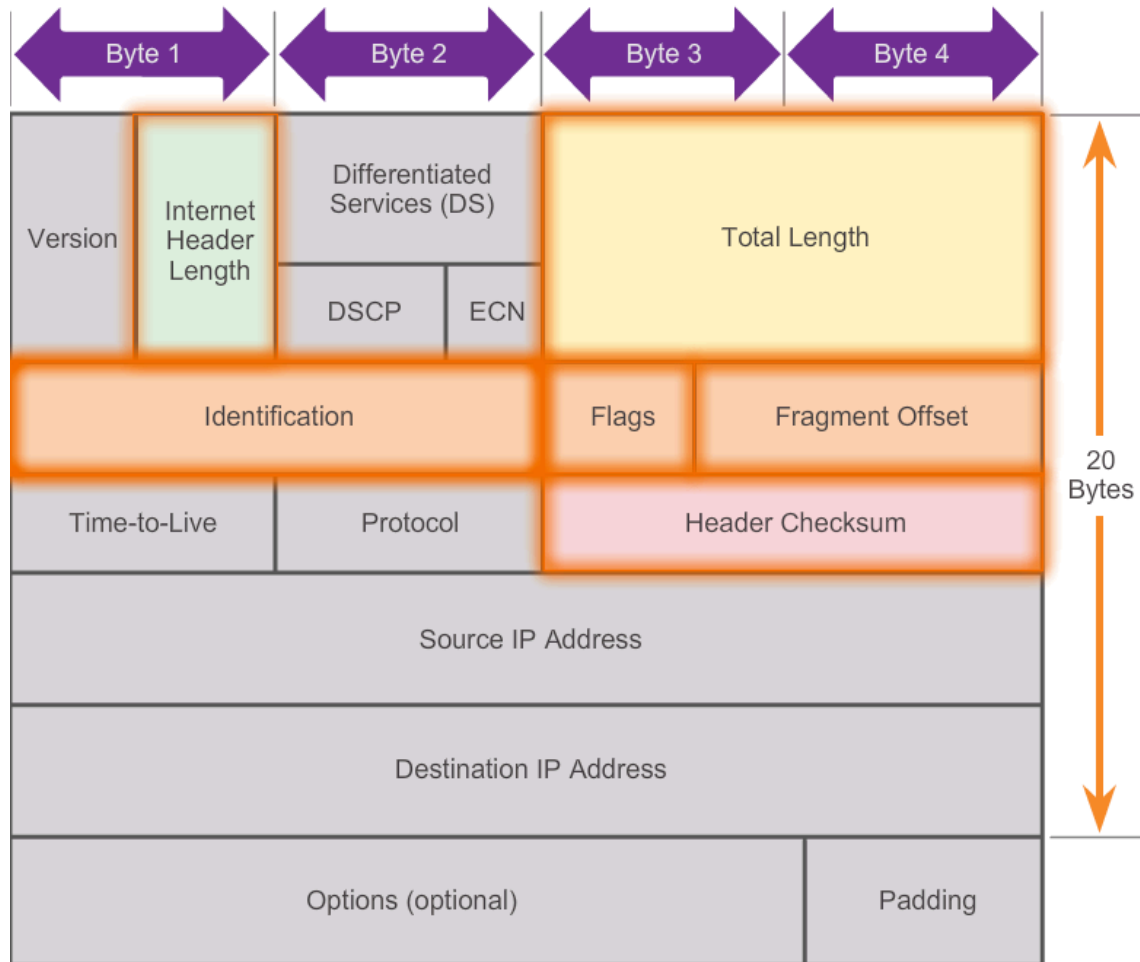 Byte 1
Byte 2
Byte 3
Byte 4
Version
Internet
Header
Length
Differentiated
Services (DS)
DSCP
ECN
Total Length
Identification
Flags
Fragment Offset
20
Bytes
Time-to-Live
Protocol
Header Checksum
Source IP Address
Destination IP Address
Options (optional)
Padding